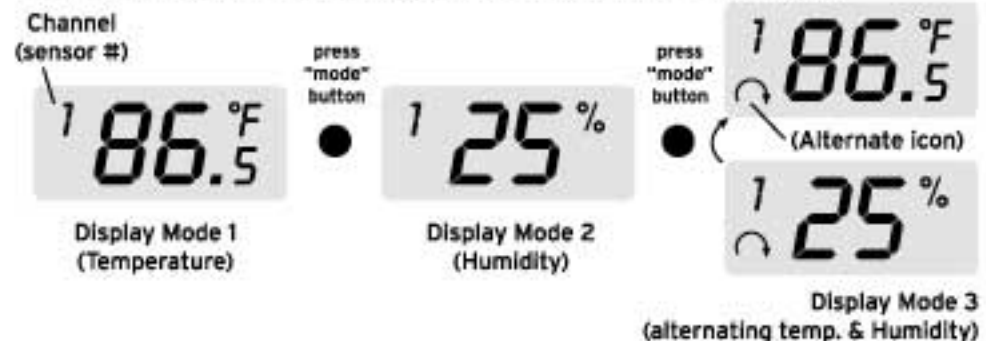 Channel
(sensor #)
1 86.5 °F
press
"mode"
button
Display Mode 1
(Temperature)
1 25 %
press
"mode"
button
Display Mode 2
(Humidity)
1 86.5 °F
(Alternate icon)
1 25 %
Display Mode 3
(alternating temp. & Humidity)